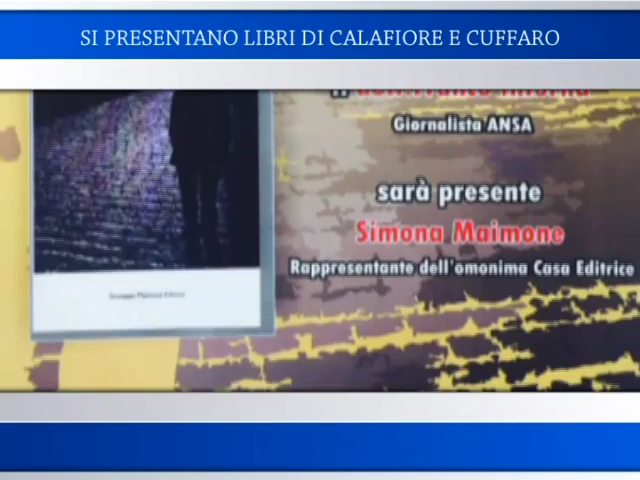 SI PRESENTANO LIBRI DI CALAFIORE E CUFFARO
Giornalista ANSA
sarà presente
Simona Maimone
Rappresentante dell'omonima Casa Editrice
Giuseppe Maimone Editore